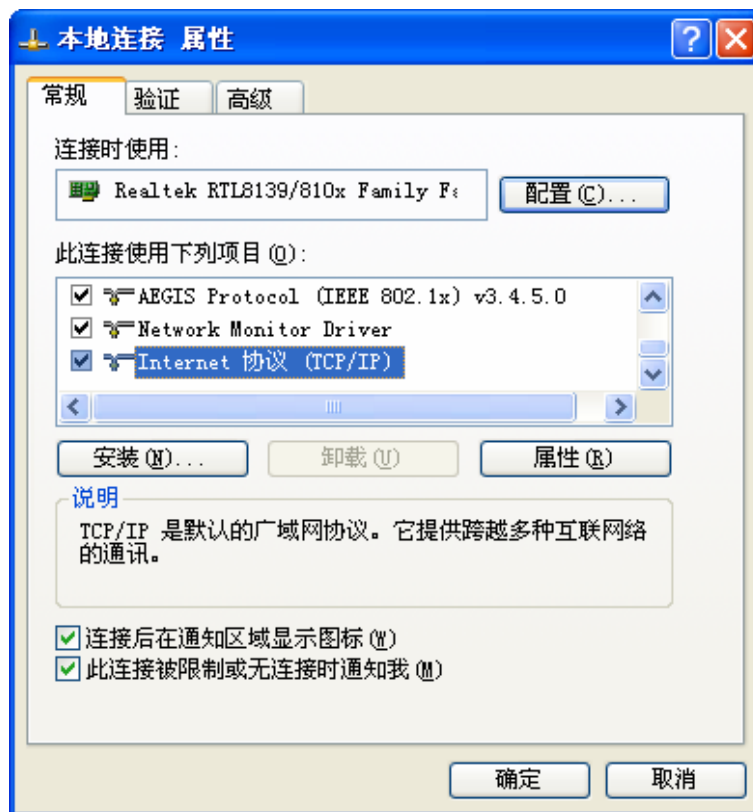 本地连接 属性
常规
验证
高级
连接时使用:
Realtek RTL8139/810x Family Fa
配置(C)...
此连接使用下列项目(O):
AEGIS Protocol (IEEE 802.1x) v3.4.5.0
Network Monitor Driver
Internet 协议 (TCP/IP)
安装(N)...
卸载(U)
属性(R)
说明
TCP/IP 是默认的广域网协议。它提供跨越多种互联网络
的通讯。
连接后在通知区域显示图标(W)
此连接被限制或无连接时通知我(M)
确定
取消